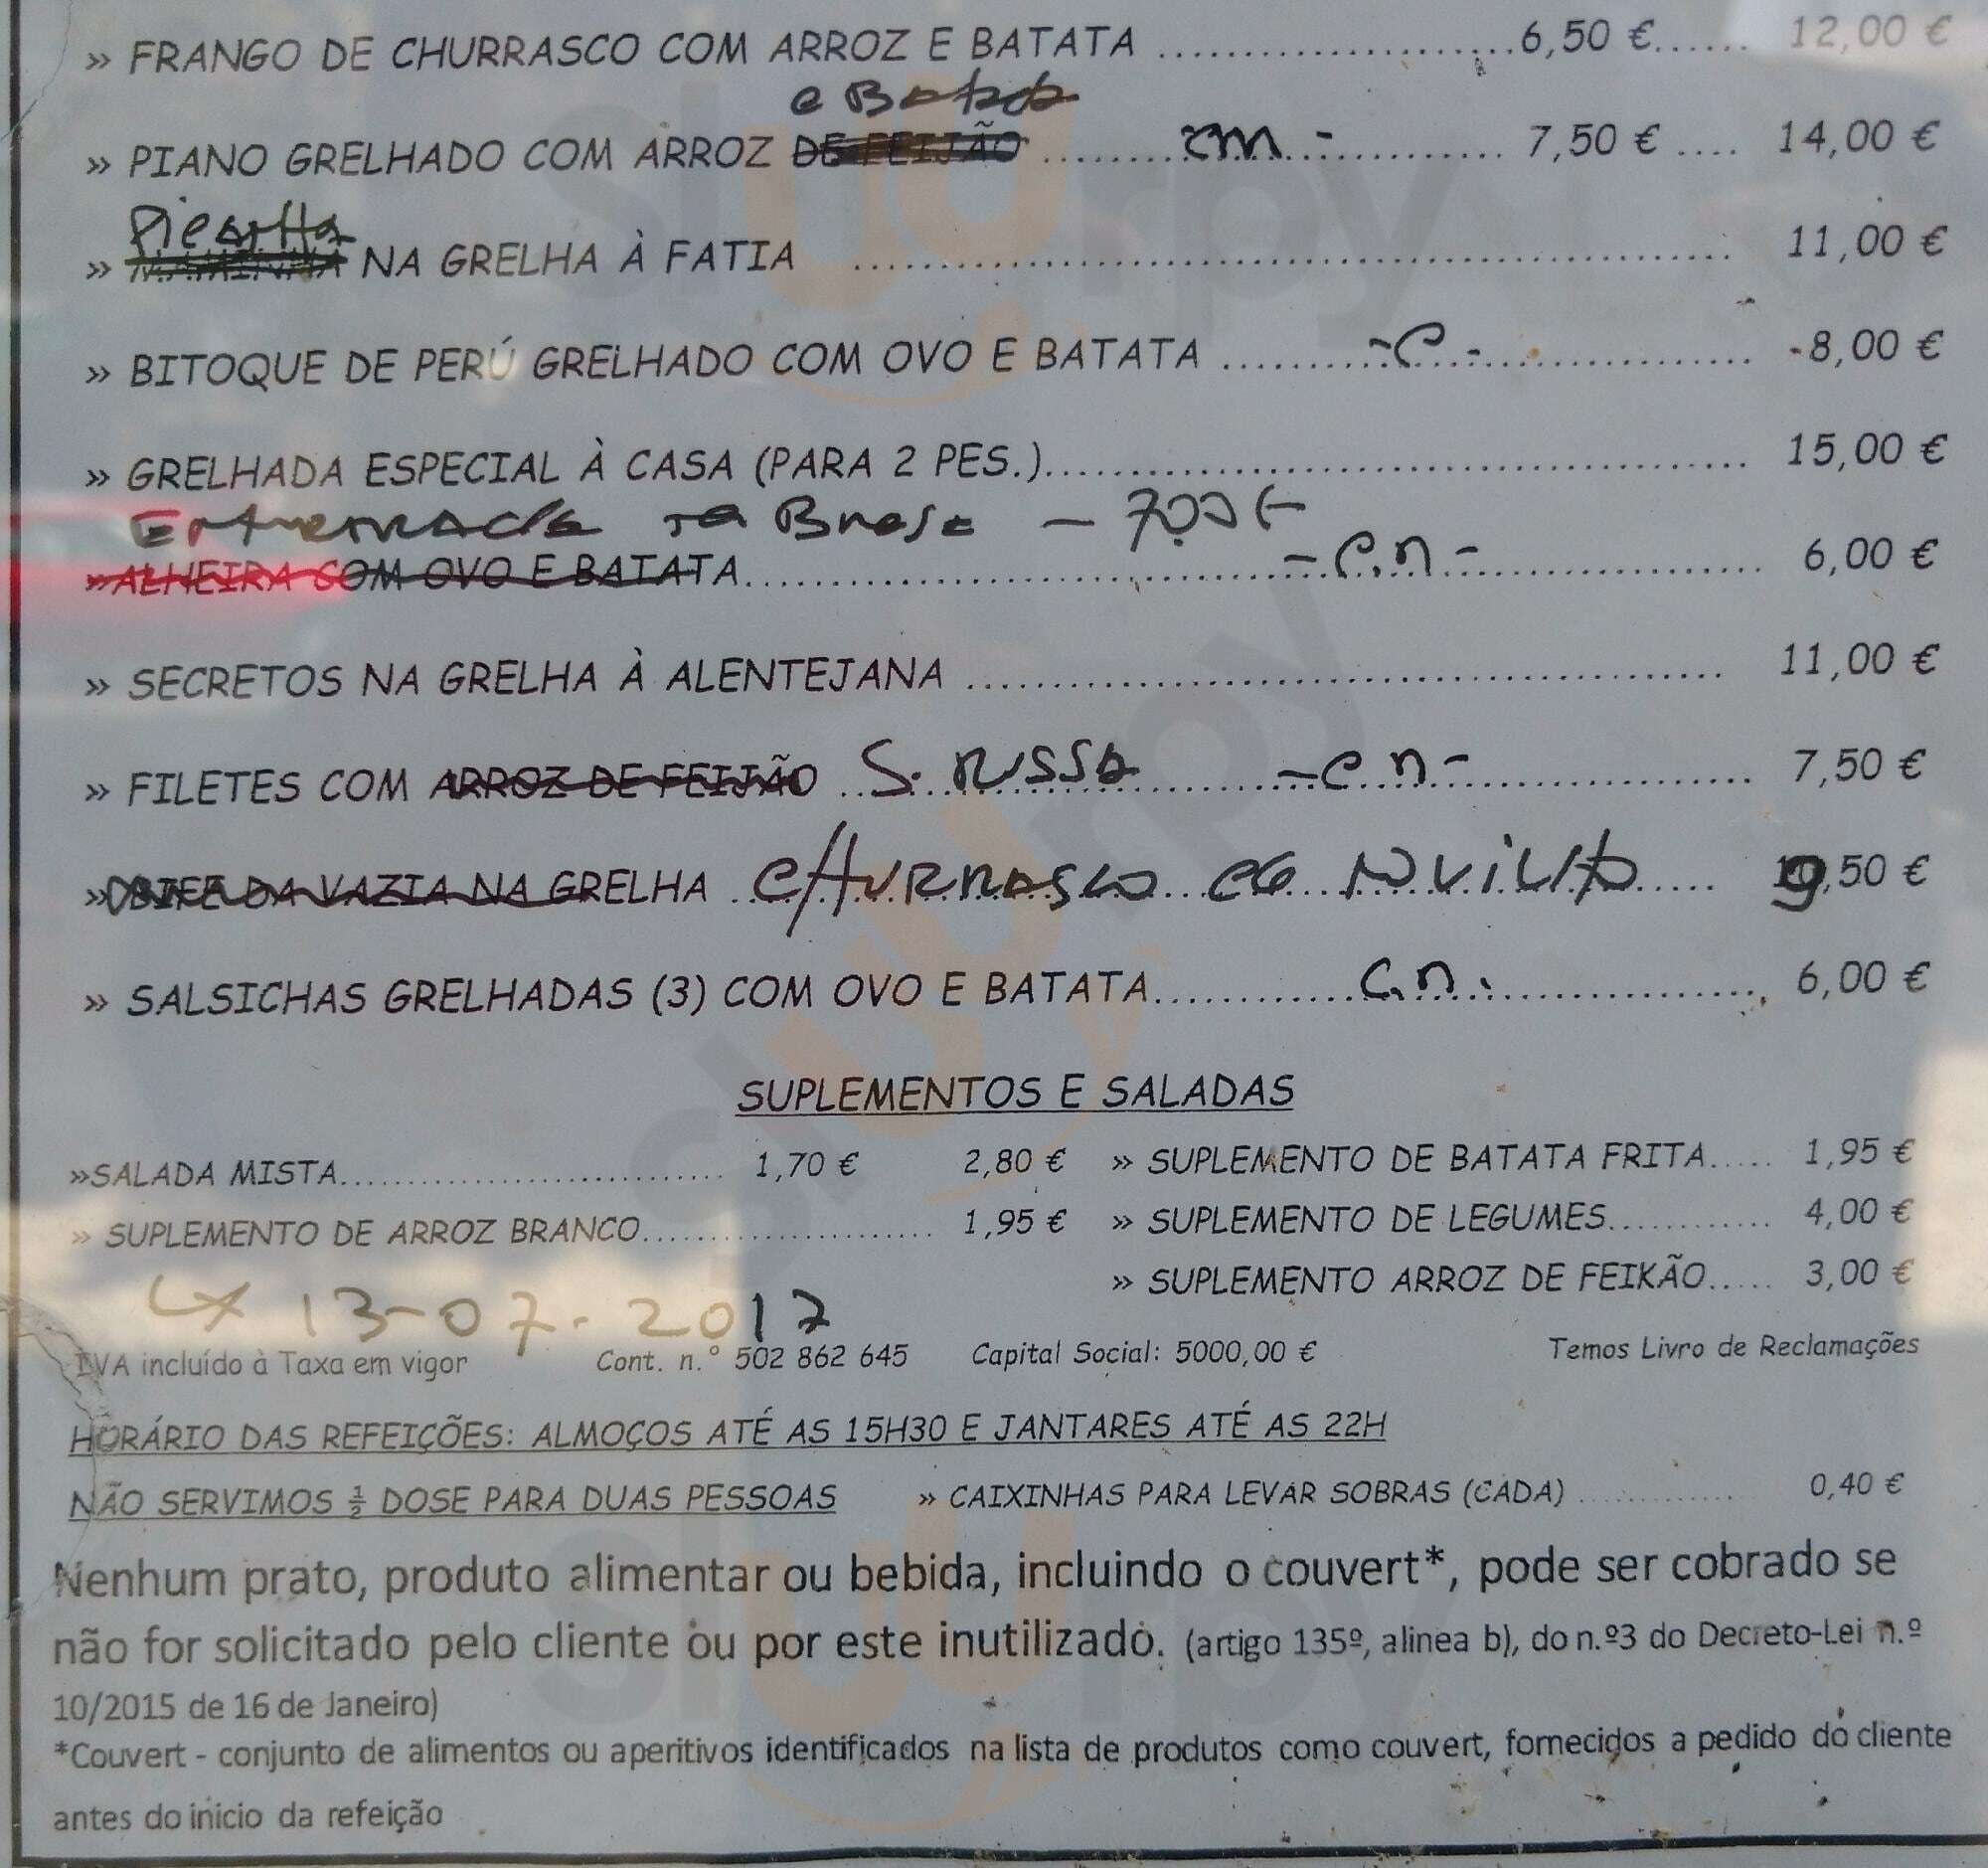 » FRANGO DE CHURRASCO COM ARROZ E BATATA ........................6,50 €...... 12,00 €
e Batata
» PIANO GRELHADO COM ARROZ DE FEIJÃO ............................ 7,50 € .... 14,00 €
» NA GRELHA À FATIA ............................................................ 11,00 €
» BITOQUE DE PERÚ GRELHADO COM OVO E BATATA .......-C-....................... 8,00 €
» GRELHADA ESPECIAL À CASA (PARA 2 PES.).................................................. 15,00 €
na Brasa - 7.00 €
»ALHEIRA COM OVO E BATATA.................................-C.n-........................ 6,00 €
» SECRETOS NA GRELHA À ALENTEJANA ..................................................... 11,00 €
» FILETES COM ARROZ DE FEIJÃO S. RUSSA -C.n- ...................... 7,50 €
» BIFE DA VAZIA NA GRELHA CHURRASCO de NOVILHO ..... 9,50 €
» SALSICHAS GRELHADAS (3) COM OVO E BATATA............C.n.................... 6,00 €
SUPLEMENTOS E SALADAS
»SALADA MISTA.............................. 1,70 € 2,80 € » SUPLEMENTO DE BATATA FRITA..... 1,95 €
» SUPLEMENTO DE ARROZ BRANCO...................... 1,95 € » SUPLEMENTO DE LEGUMES............ 4,00 €
» SUPLEMENTO ARROZ DE FEIKÃO..... 3,00 €
LX 13-07-2017
IVA incluído à Taxa em vigor Cont. n.º 502 862 645 Capital Social: 5000,00 € Temos Livro de Reclamações
HORÁRIO DAS REFEIÇÕES: ALMOÇOS ATÉ AS 15H30 E JANTARES ATÉ AS 22H
NÃO SERVIMOS ½ DOSE PARA DUAS PESSOAS » CAIXINHAS PARA LEVAR SOBRAS (CADA) ............. 0,40 €
Nenhum prato, produto alimentar ou bebida, incluindo o couvert*, pode ser cobrado se
não for solicitado pelo cliente ou por este inutilizado. (artigo 135º, alinea b), do n.º3 do Decreto-Lei n.º
10/2015 de 16 de Janeiro)
*Couvert - conjunto de alimentos ou aperitivos identificados na lista de produtos como couvert, fornecidos a pedido do cliente
antes do inicio da refeição